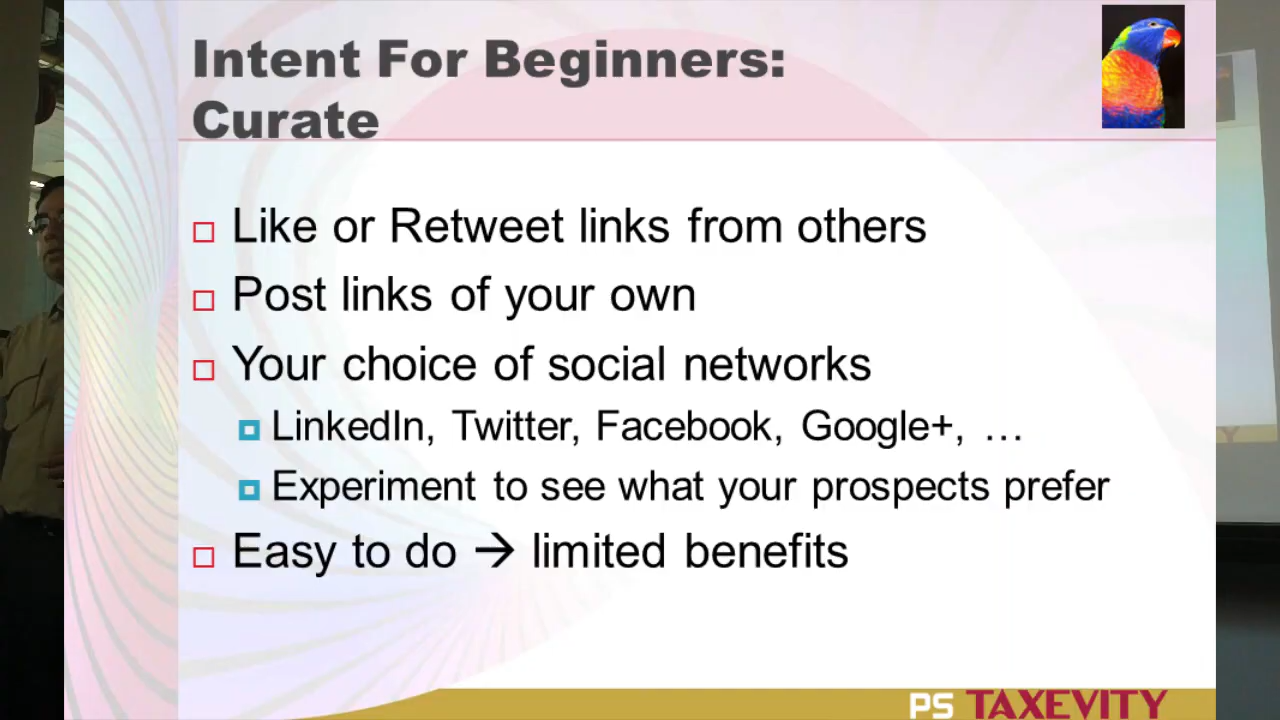 Intent For Beginners:
Curate
Like or Retweet links from others
Post links of your own
Your choice of social networks
LinkedIn, Twitter, Facebook, Google+, …
Experiment to see what your prospects prefer
Easy to do → limited benefits
PS TAXEVITY